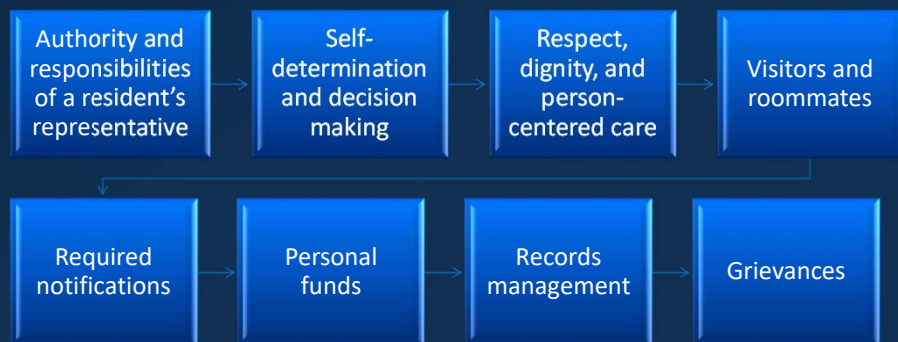 Authority and
responsibilities
of a resident's
representative
Self-
determination
and decision
making
Respect,
dignity, and
person-
centered care
Visitors and
roommates
Required
notifications
Personal
funds
Records
management
Grievances